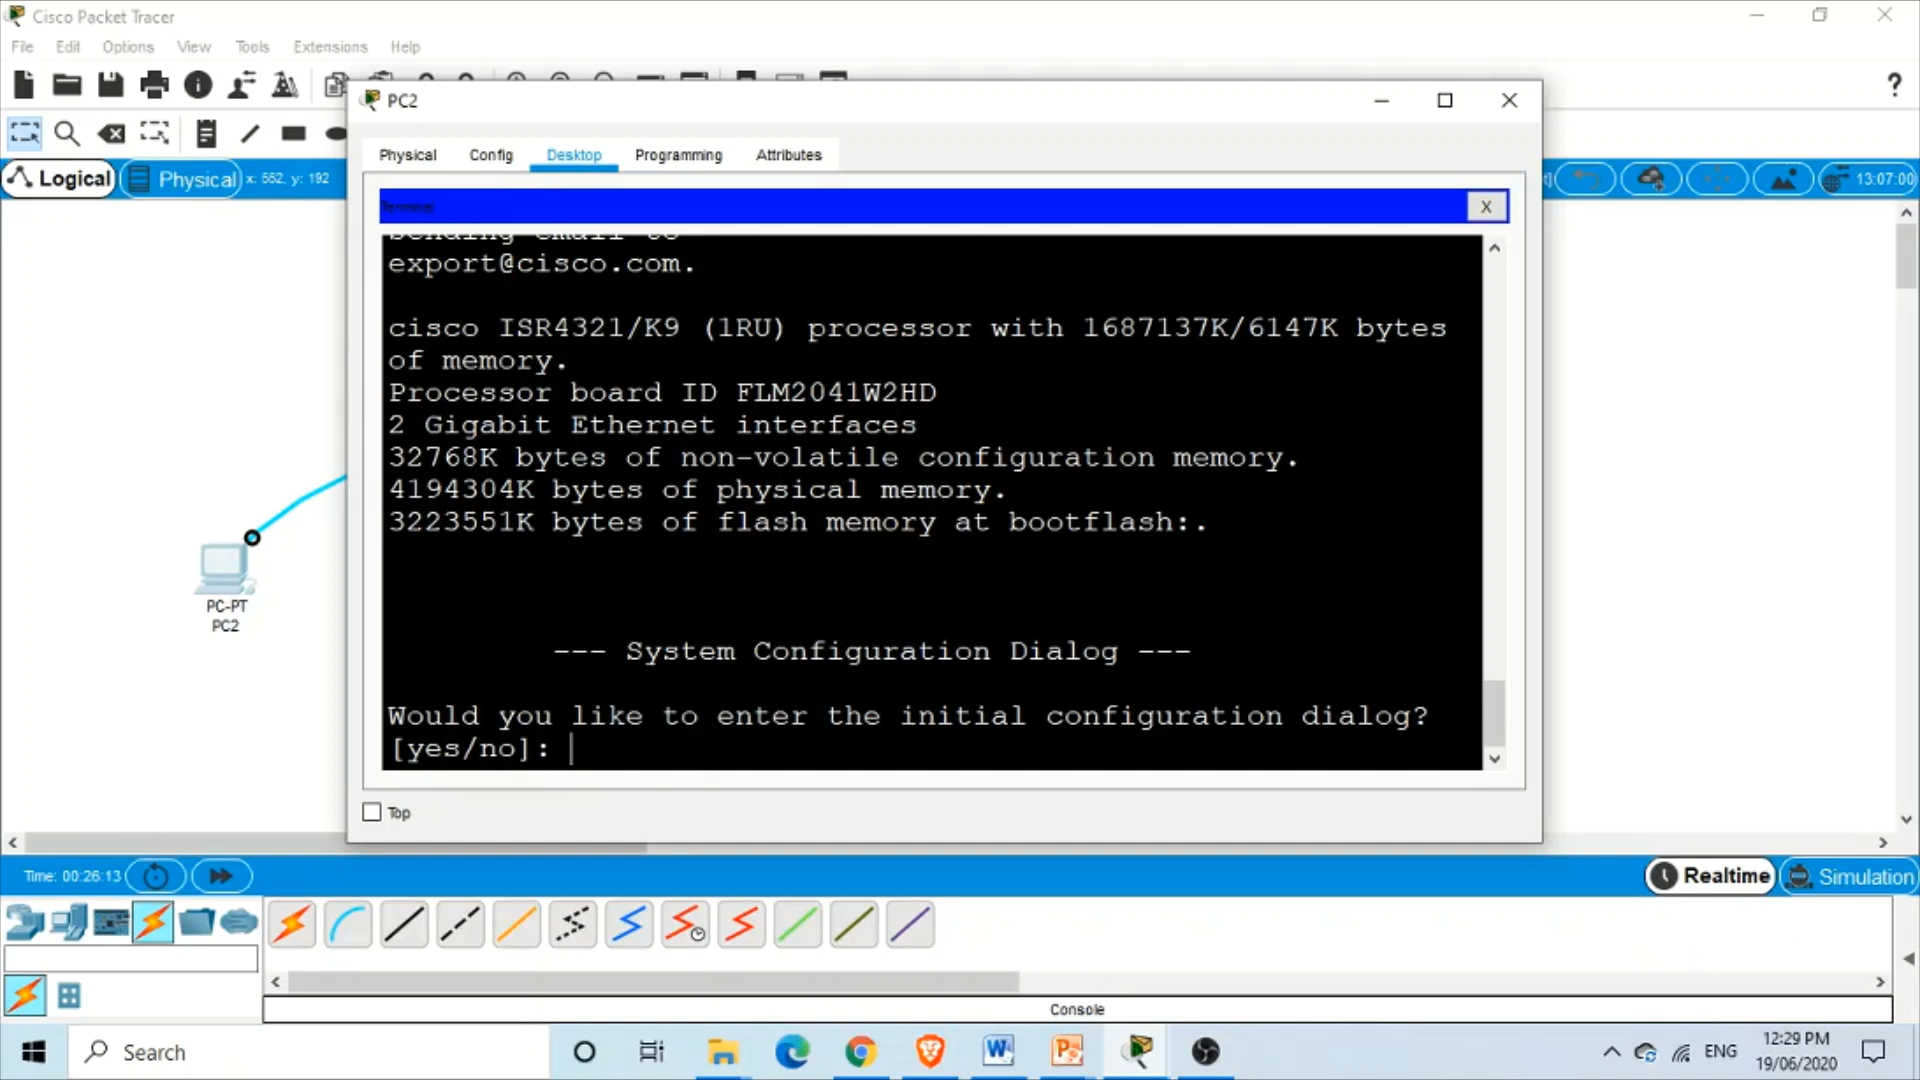 Cisco Packet Tracer
File Edit Options View Tools Extensions Help
?
PC2
Physical Config Desktop Programming Attributes
Logical
Physical x: 552, y: 192
13:07:00
Terminal
X
sending email to
export@cisco.com.
cisco ISR4321/K9 (1RU) processor with 1687137K/6147K bytes
of memory.
Processor board ID FLM2041W2HD
2 Gigabit Ethernet interfaces
32768K bytes of non-volatile configuration memory.
4194304K bytes of physical memory.
3223551K bytes of flash memory at bootflash:.
--- System Configuration Dialog ---
Would you like to enter the initial configuration dialog?
[yes/no]:
PC-PT
PC2
Top
Time: 00:26:13
Realtime
Simulation
Console
Search
ENG
12:29 PM
19/06/2020